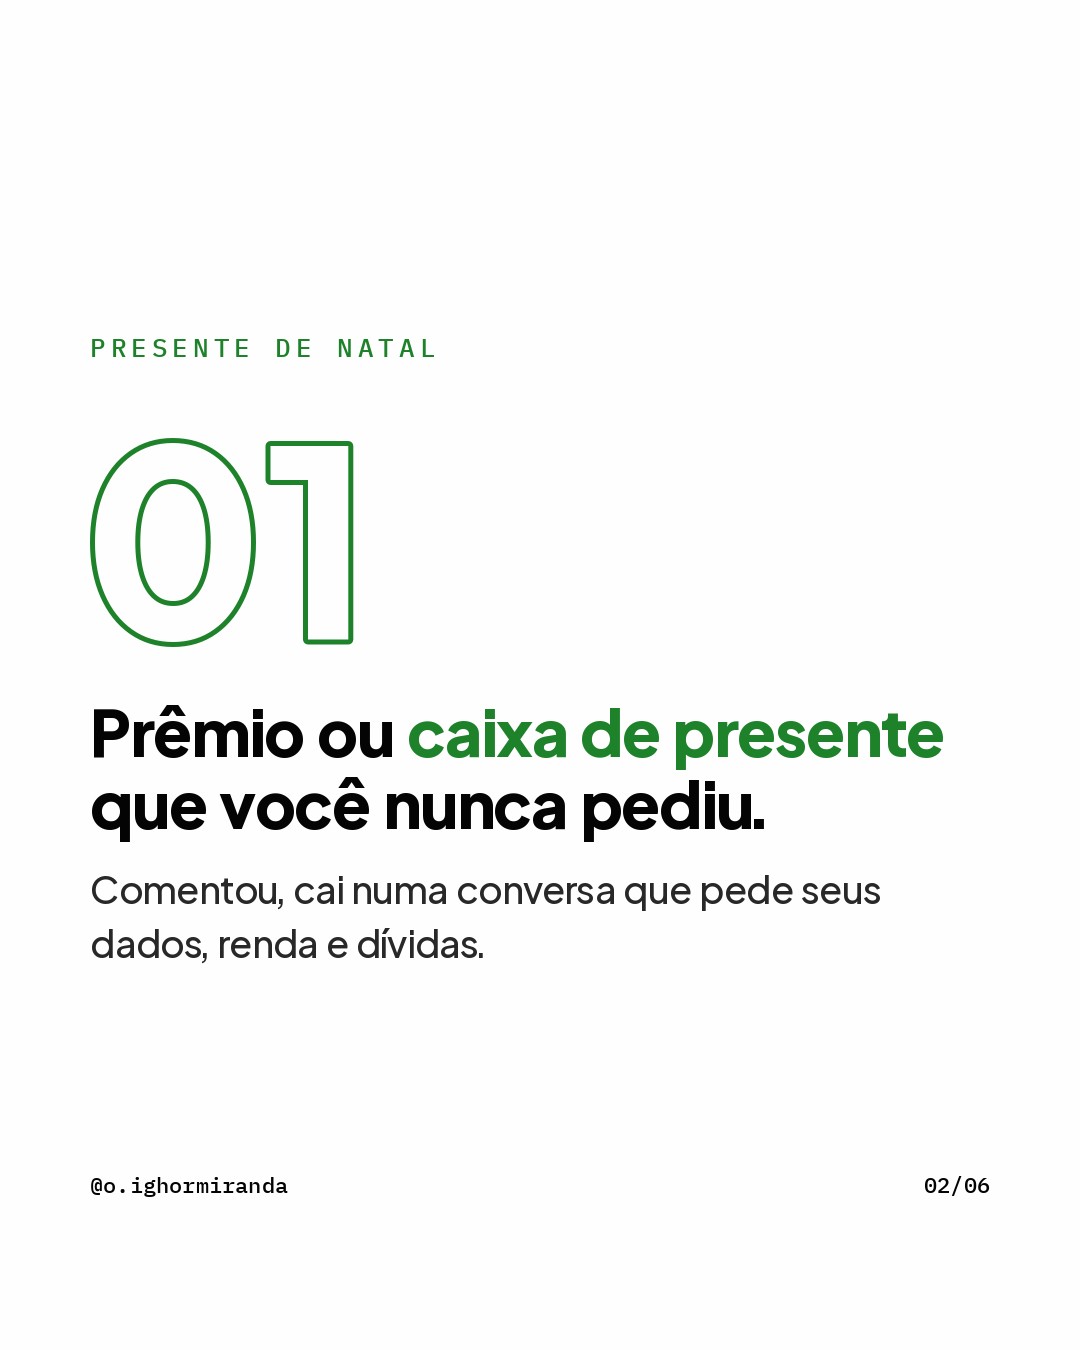 PRESENTE DE NATAL
01
Prêmio ou caixa de presente
que você nunca pediu.
Comentou, cai numa conversa que pede seus
dados, renda e dívidas.
@o.ighormiranda
02/06